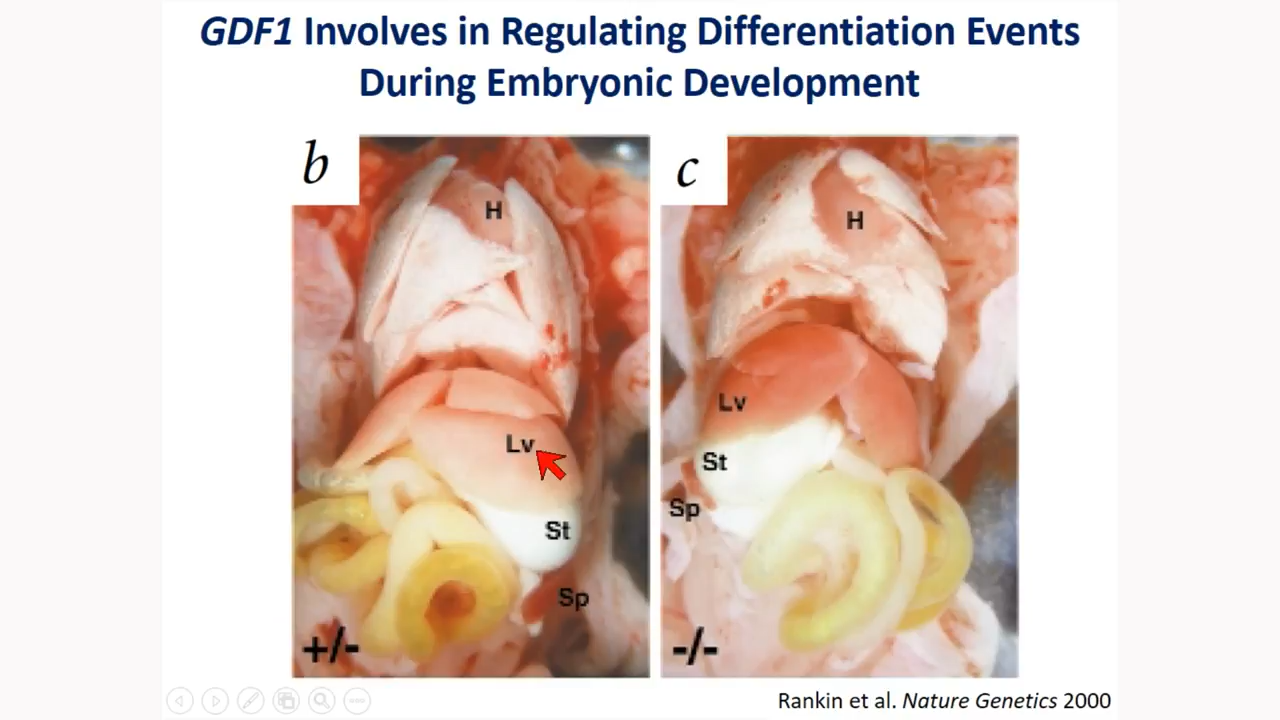 GDF1 Involves in Regulating Differentiation Events
During Embryonic Development
b
c
H
H
Lv
Lv
St
St
Sp
Sp
+/-
-/-
Rankin et al. Nature Genetics 2000